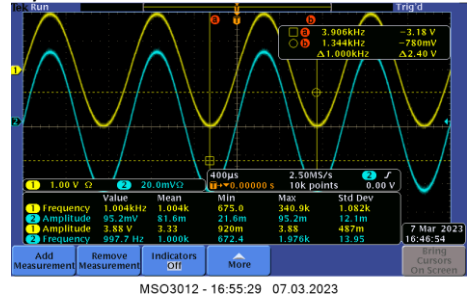 Tek Run Trig'd
a b
a 3.906kHz -3.18 V
b 1.344kHz -780mV
Δ1.000kHz Δ2.40 V
1
2
1 1.00 V Ω 2 20.0mVΩ 400µs 2.50MS/s 2
T→▾0.00000 s 10k points 0.00 V
Value Mean Min Max Std Dev
1 Frequency 1.004kHz 1.004k 675.0 340.9k 1.082k
2 Amplitude 95.2mV 81.6m 21.6m 95.2m 12.1m
1 Amplitude 3.88 V 3.33 920m 3.88 487m
2 Frequency 997.7 Hz 1.000k 672.4 1.976k 13.95
7 Mar 2023
16:46:54
Add Measurement
Remove Measurement
Indicators Off
More
Bring Cursors On Screen
MSO3012 - 16:55:29 07.03.2023